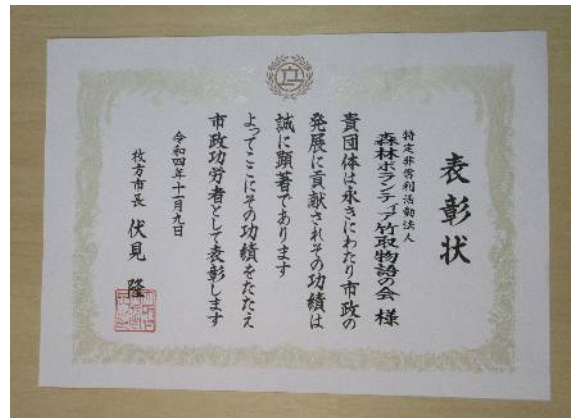 表彰状
特定非営利活動法人
森林ボランティア竹取物語の会 様
貴団体は永きにわたり市政の
発展に貢献されその功績は
誠に顕著であります
よってここにその功績をたたえ
市政功労者として表彰します
令和四年十一月九日
枚方市長 伏見 隆